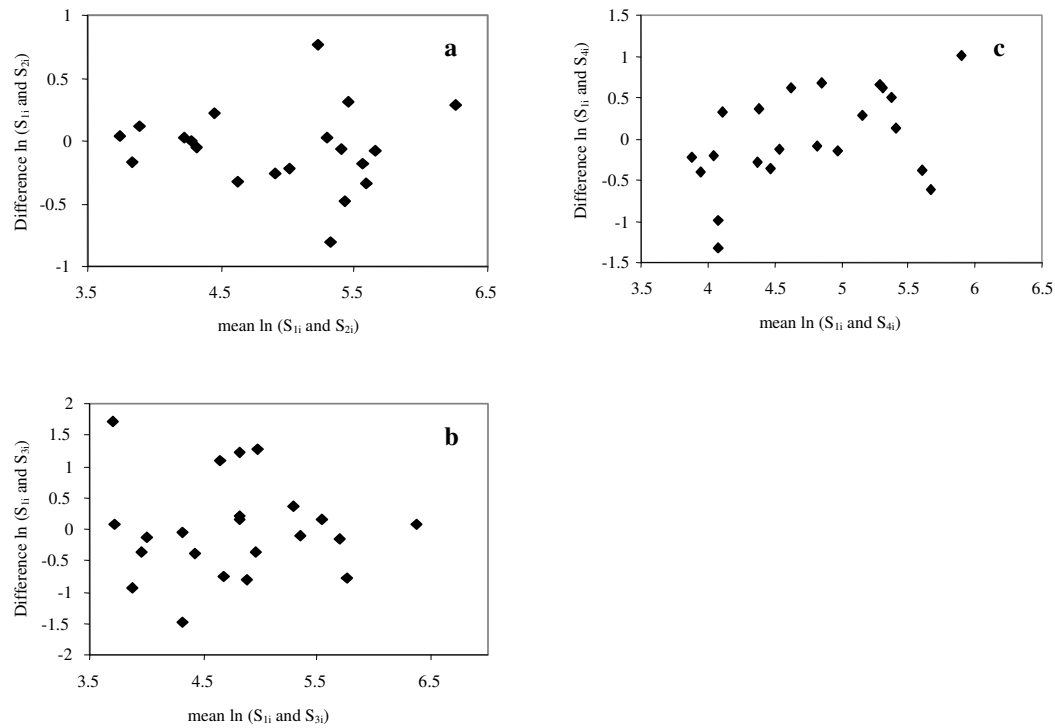 a
Difference ln (S1i and S2i)
1
0.5
0
-0.5
-1
3.5 4.5 5.5 6.5
mean ln (S1i and S2i)
c
Difference ln (S1i and S4i)
1.5
1
0.5
0
-0.5
-1
-1.5
3.5 4 4.5 5 5.5 6 6.5
mean ln (S1i and S4i)
b
Difference ln (S1i and S3i)
2
1.5
1
0.5
0
-0.5
-1
-1.5
-2
3.5 4.5 5.5 6.5
mean ln (S1i and S3i)